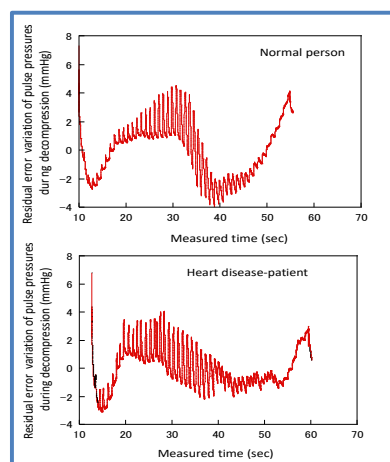 Residual error variation of pulse pressures
during decompression (mmHg)
8
6
4
2
0
−2
−4
Normal person
10 20 30 40 50 60 70
Measured time (sec)
Residual error variation of pulse pressures
during decompression (mmHg)
8
6
4
2
0
−2
−4
Heart disease-patient
10 20 30 40 50 60 70
Measured time (sec)